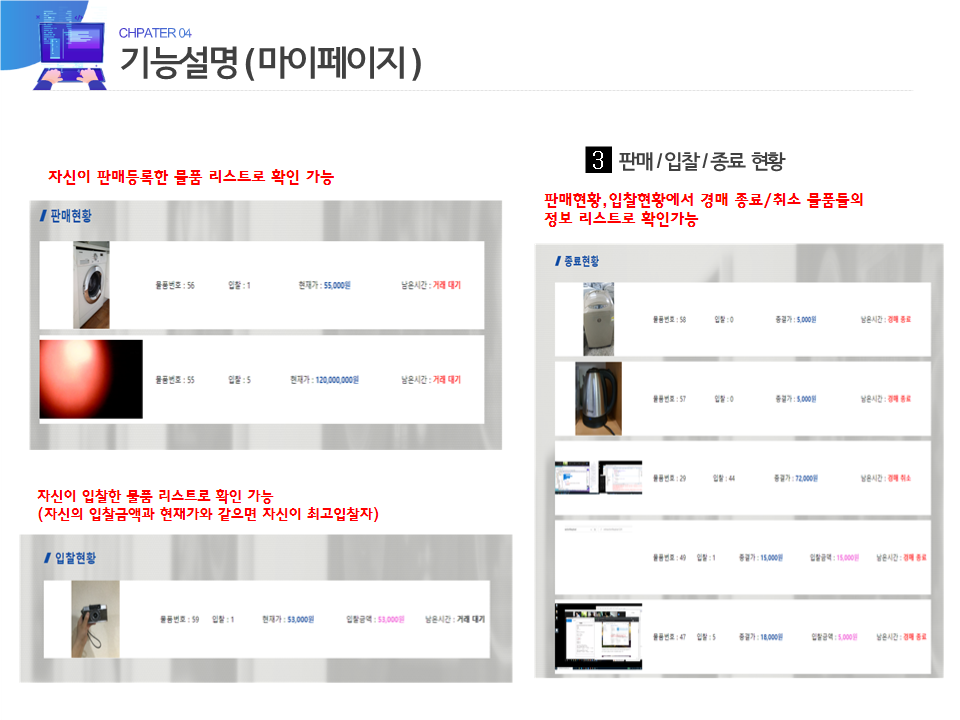 CHPATER 04
기능설명 ( 마이페이지 )
자신이 판매등록한 물품 리스트로 확인 가능
판매현황
물품번호 : 56 입찰 : 1 현재가 : 55,000원 남은시간 : 거래 대기
물품번호 : 55 입찰 : 5 현재가 : 120,000,000원 남은시간 : 거래 대기
자신이 입찰한 물품 리스트로 확인 가능
(자신의 입찰금액과 현재가와 같으면 자신이 최고입찰자)
입찰현황
물품번호 : 59 입찰 : 1 현재가 : 53,000원 입찰금액 : 53,000원 남은시간 : 거래 대기
3 판매 / 입찰 / 종료 현황
판매현황,입찰현황에서 경매 종료/취소 물품들의
정보 리스트로 확인가능
종료현황
물품번호 : 58 입찰 : 0 종결가 : 5,000원 남은시간 : 경매 종료
물품번호 : 57 입찰 : 0 종결가 : 5,000원 남은시간 : 경매 종료
물품번호 : 29 입찰 : 44 종결가 : 72,000원 남은시간 : 경매 취소
물품번호 : 49 입찰 : 1 종결가 : 15,000원 입찰금액 : 15,000원 남은시간 : 경매 종료
물품번호 : 47 입찰 : 5 종결가 : 18,000원 입찰금액 : 5,000원 남은시간 : 경매 종료